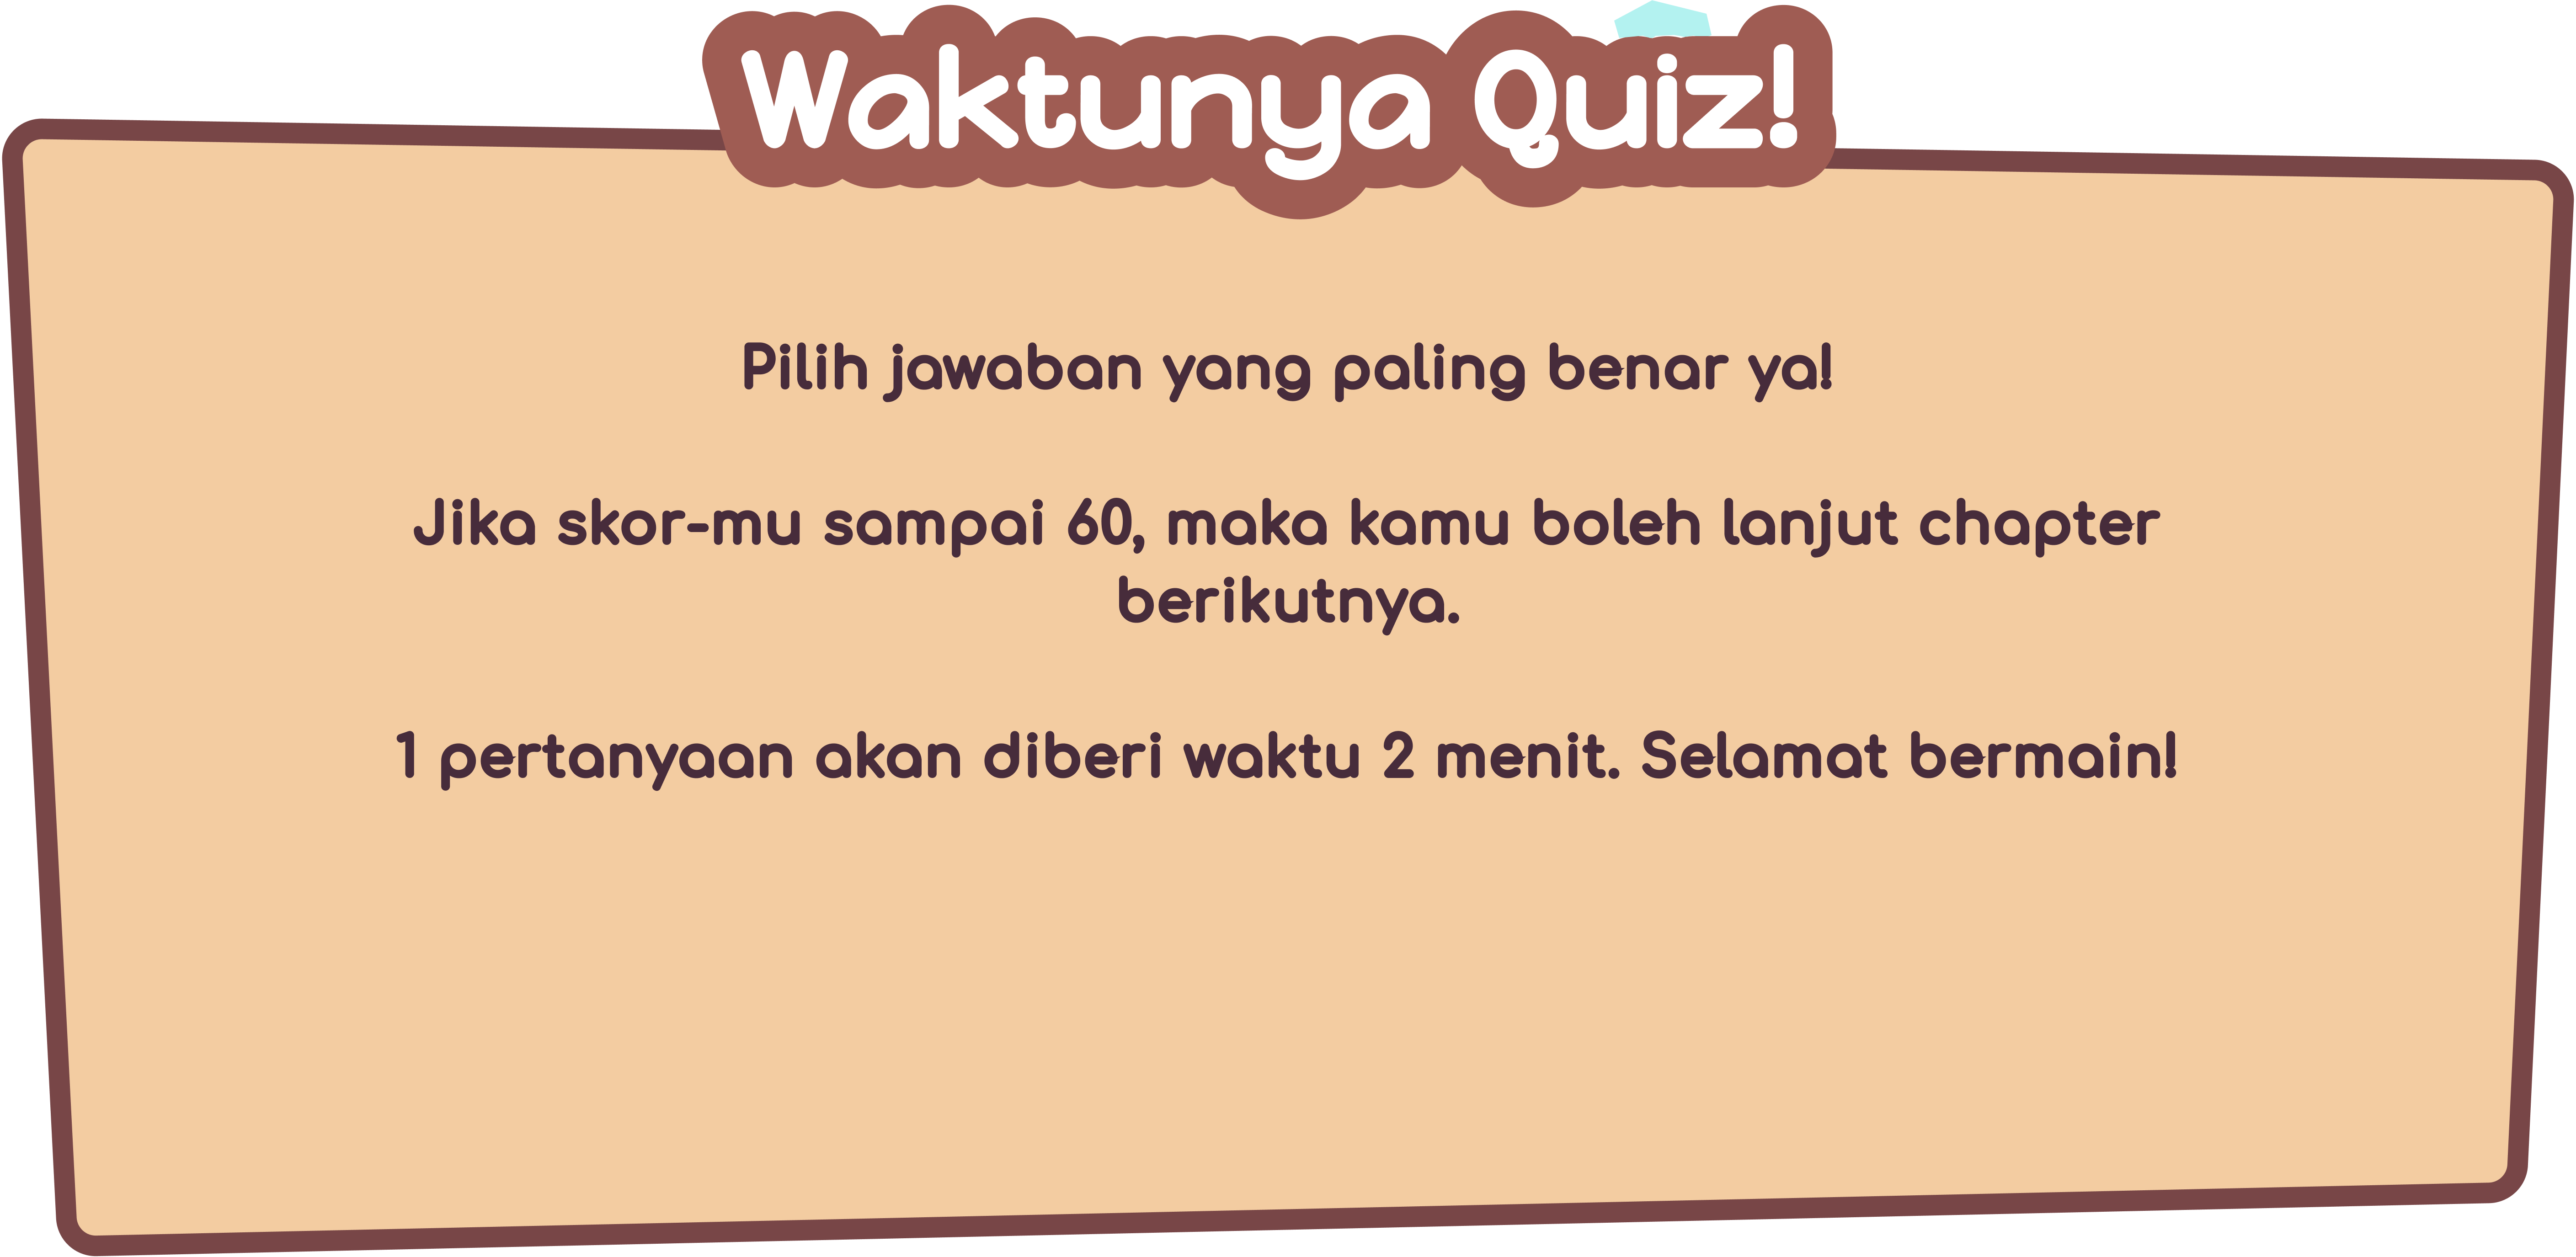 Waktunya Quiz!
Pilih jawaban yang paling benar ya!
Jika skor-mu sampai 60, maka kamu boleh lanjut chapter
berikutnya.
1 pertanyaan akan diberi waktu 2 menit. Selamat bermain!